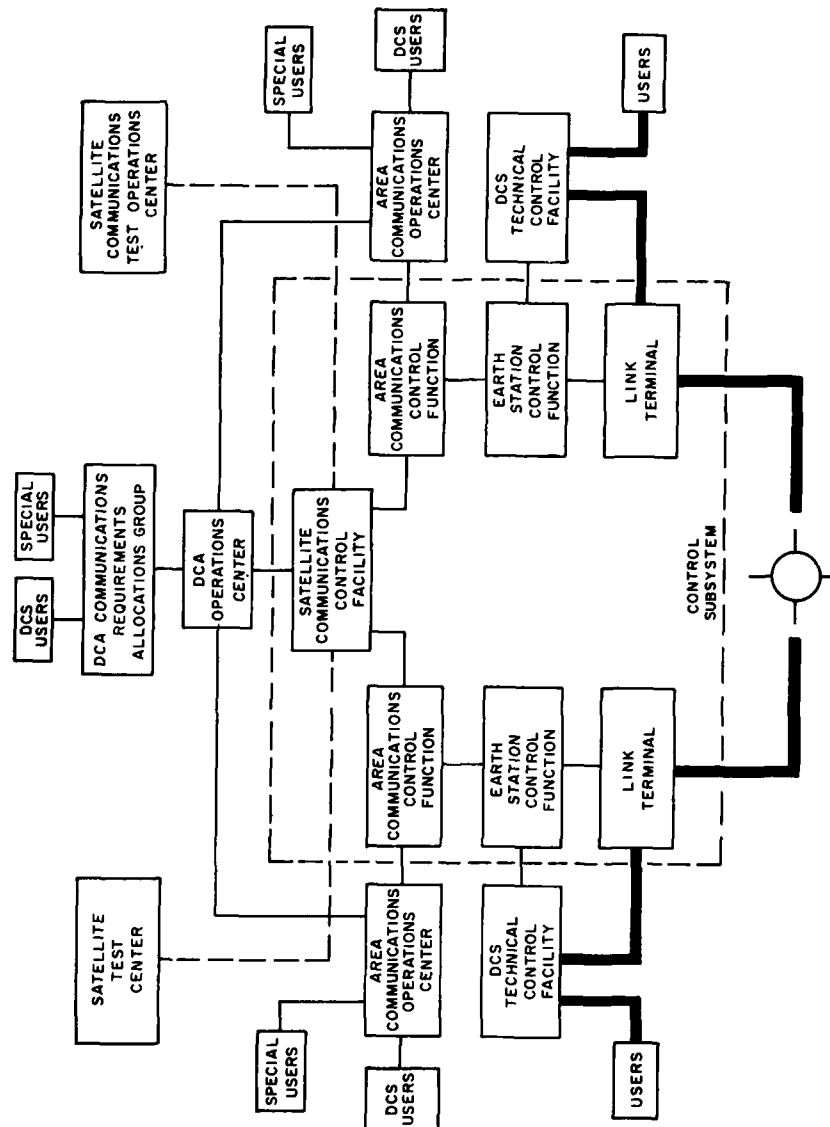 DCS
USERS
SPECIAL
USERS
DCA COMMUNICATIONS
REQUIREMENTS
ALLOCATIONS GROUP
SATELLITE
TEST
CENTER
SATELLITE
COMMUNICATIONS
TEST OPERATIONS
CENTER
DCA
OPERATIONS
CENTER
SPECIAL
USERS
SPECIAL
USERS
SATELLITE
COMMUNICATIONS
CONTROL
FACILITY
DCS
USERS
AREA
COMMUNICATIONS
OPERATIONS
CENTER
AREA
COMMUNICATIONS
CONTROL
FUNCTION
AREA
COMMUNICATIONS
CONTROL
FUNCTION
AREA
COMMUNICATIONS
OPERATIONS
CENTER
DCS
USERS
DCS
TECHNICAL
CONTROL
FACILITY
EARTH
STATION
CONTROL
FUNCTION
EARTH
STATION
CONTROL
FUNCTION
DCS
TECHNICAL
CONTROL
FACILITY
USERS
LINK
TERMINAL
LINK
TERMINAL
USERS
CONTROL
SUBSYSTEM